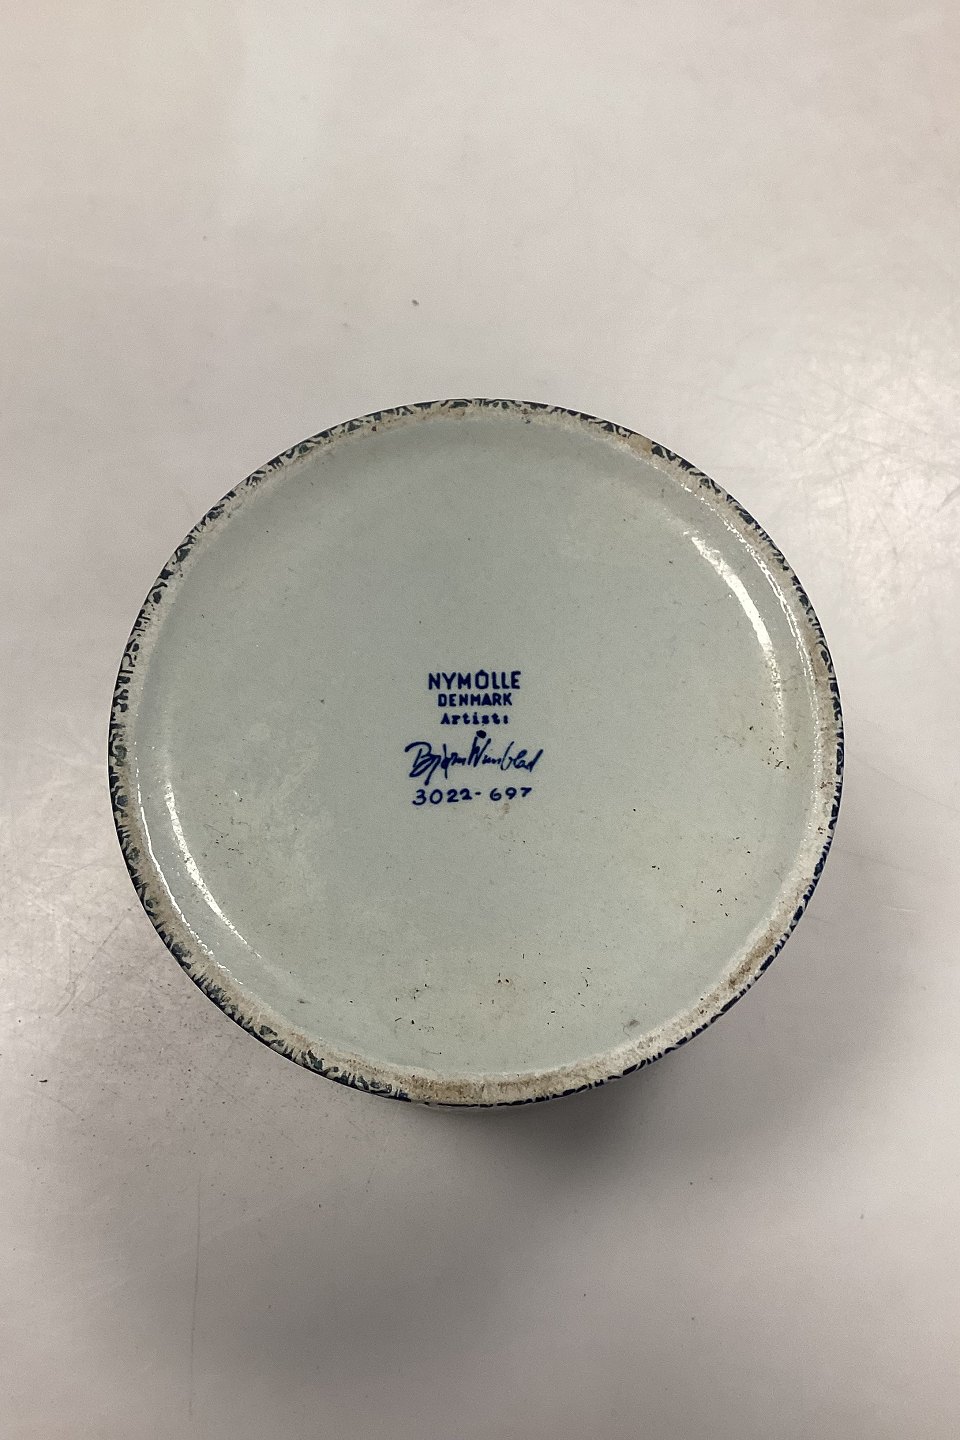 NYMÖLLE
DENMARK
Artist:
Bjørn Wiinblad
3022-697